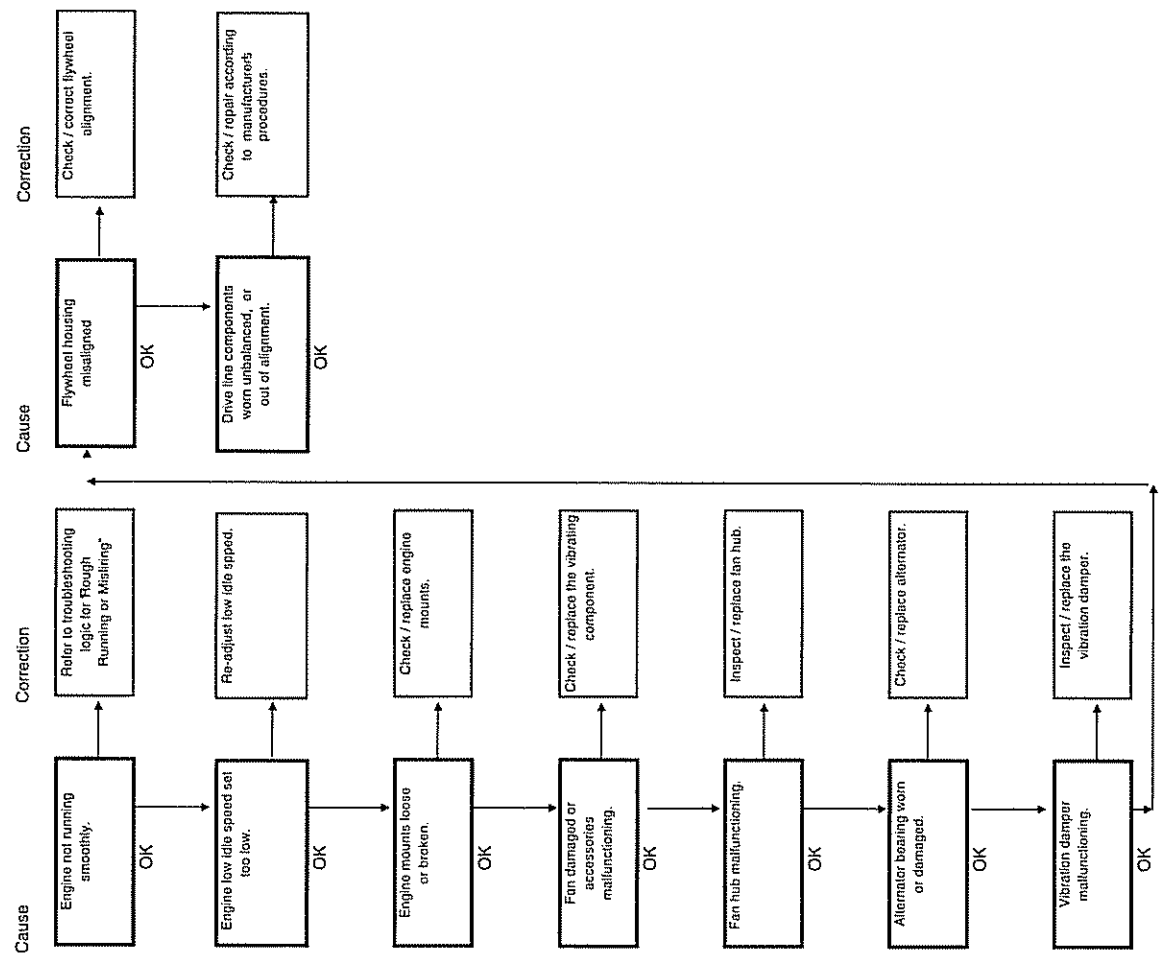 Cause
Correction
Engine not running
smoothly.
OK
Refer to troubleshooting
logic for "Rough
Running or Misfiring"
Engine low idle speed set
too low.
OK
Re-adjust low idle spped.
Engine mounts loose
or broken.
OK
Check / replace engine
mounts.
Fan damaged or
accessories
malfunctioning.
OK
Check / replace the vibrating
component.
Fan hub malfunctioning.
OK
Inspect / replace fan hub.
Alternator bearing worn
or damaged.
OK
Check / replace alternator.
Vibration damper
malfunctioning.
OK
Inspect / replace the
vibration damper.
Cause
Correction
Flywheel housing
misaligned
OK
Check / correct flywheel
alignment.
Drive line components
worn unbalanced, or
out of alignment.
OK
Check / repair according
to manufacturers
procedures.